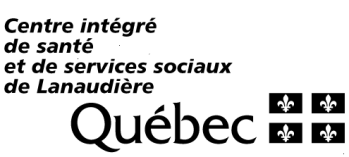 Centre intégré
de santé
et de services sociaux
de Lanaudière
Québec